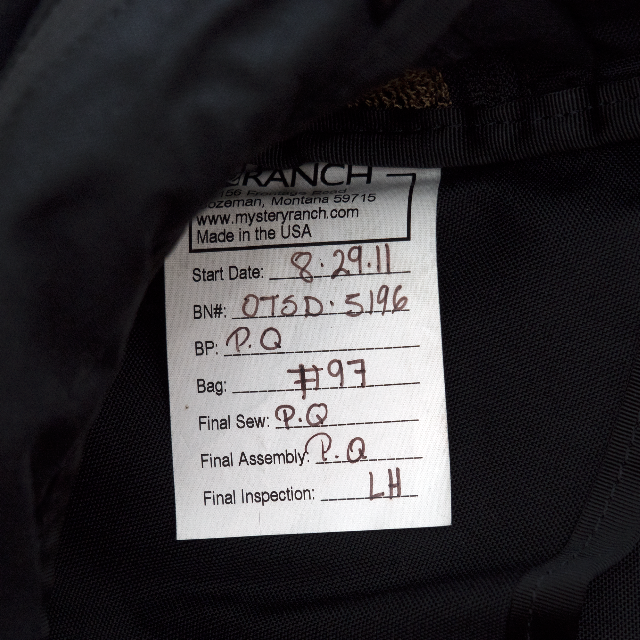 RANCH
Bozeman, Montana 59715
www.mysteryranch.com
Made in the USA
Start Date: 8.29.11
BN#: OTSD.5196
BP: P.Q
Bag: #97
Final Sew: P.Q
Final Assembly: P.Q
Final Inspection: LH